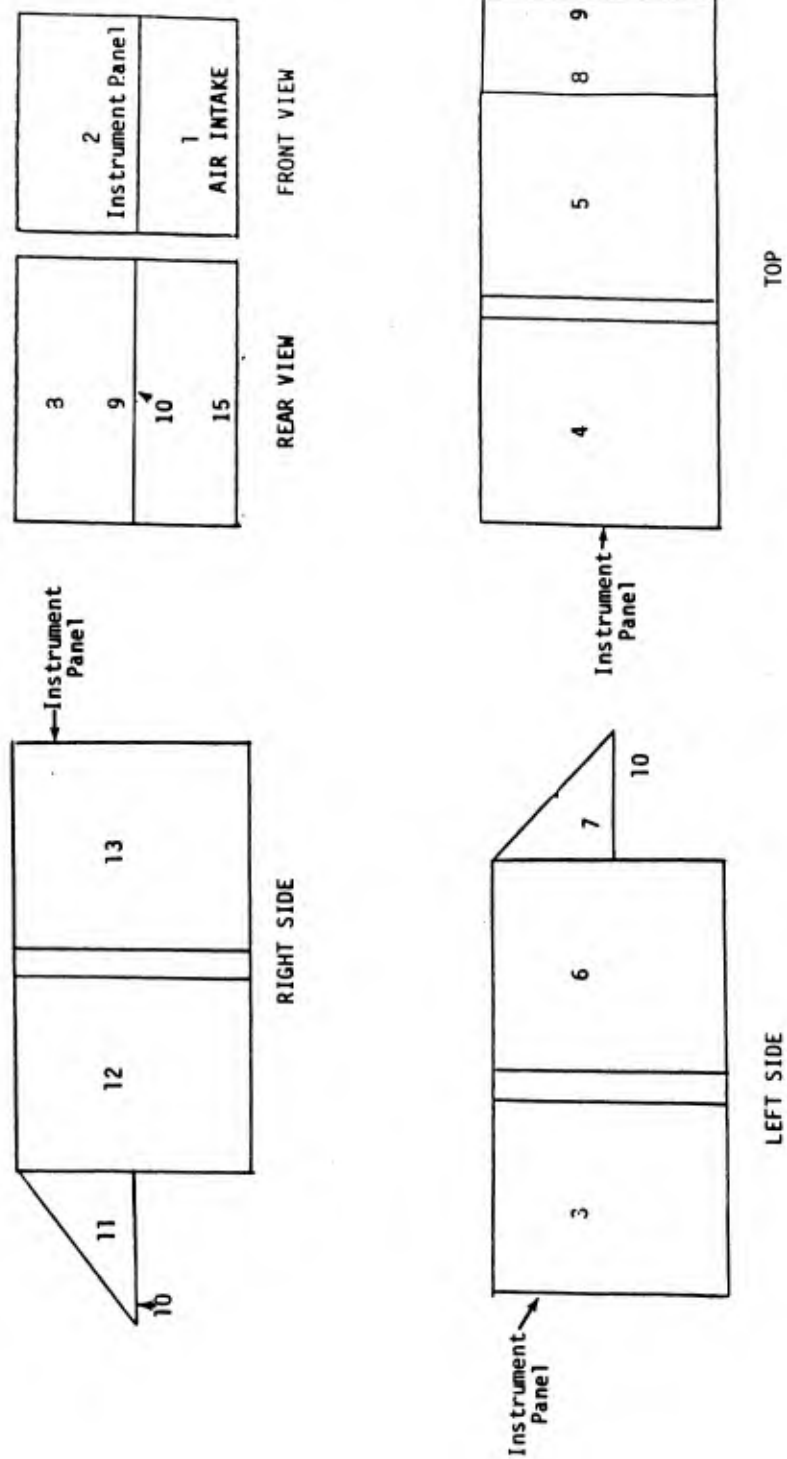 Instrument
Panel
13
12
11
10
RIGHT SIDE
3
9
10
15
REAR VIEW
2
Instrument Panel
1
AIR INTAKE
FRONT VIEW
Instrument
Panel
3
6
7
10
LEFT SIDE
Instrument
Panel
4
5
8
9
TOP